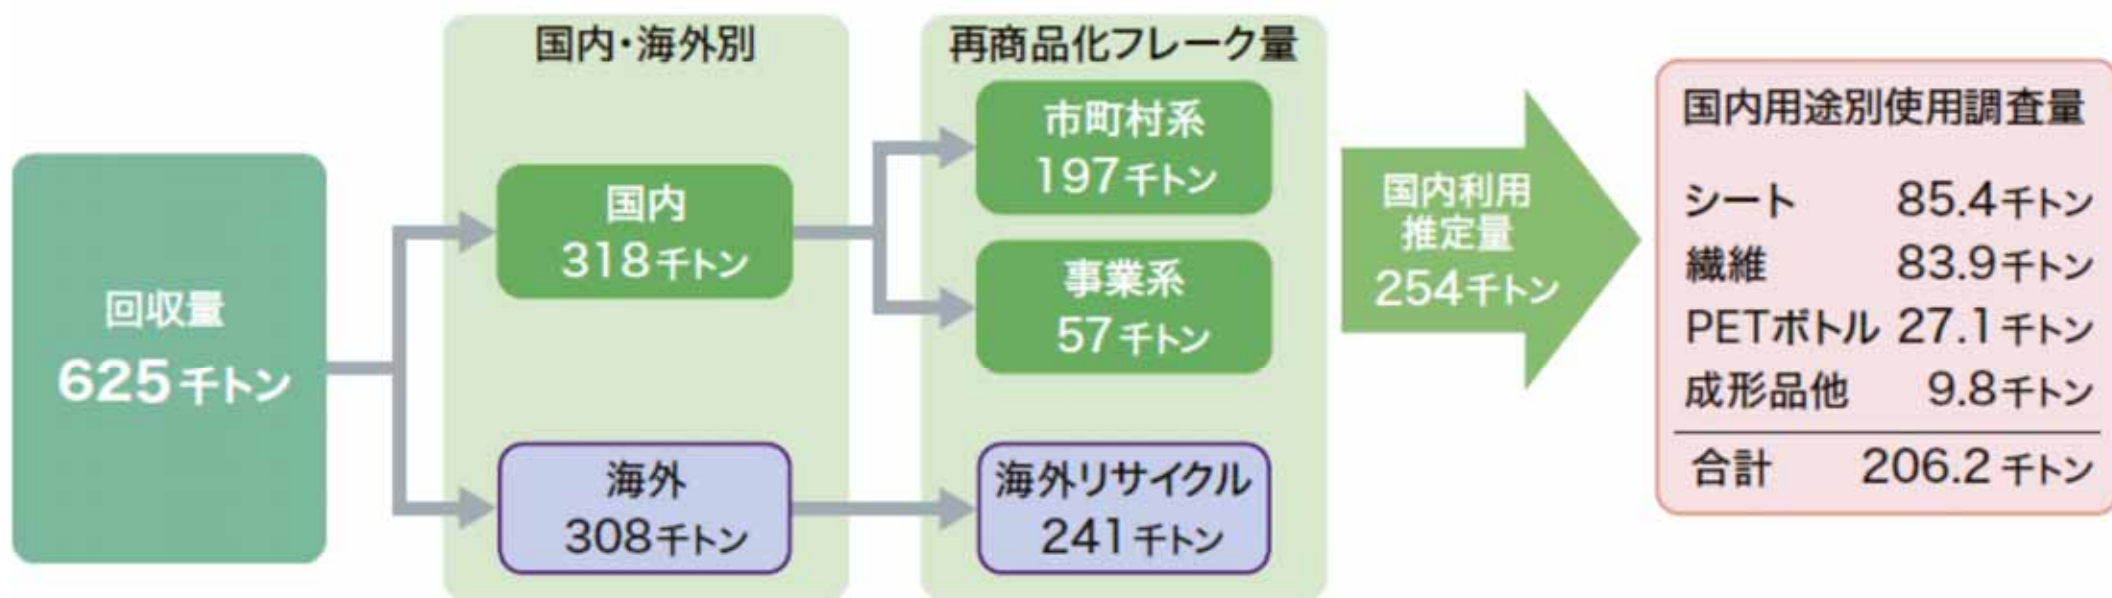 回収量
625千トン
国内・海外別
国内
318千トン
海外
308千トン
再商品化フレーク量
市町村系
197千トン
事業系
57千トン
海外リサイクル
241千トン
国内利用
推定量
254千トン
国内用途別使用調査量
シート 85.4千トン
繊維 83.9千トン
PETボトル 27.1千トン
成形品他 9.8千トン
合計 206.2千トン